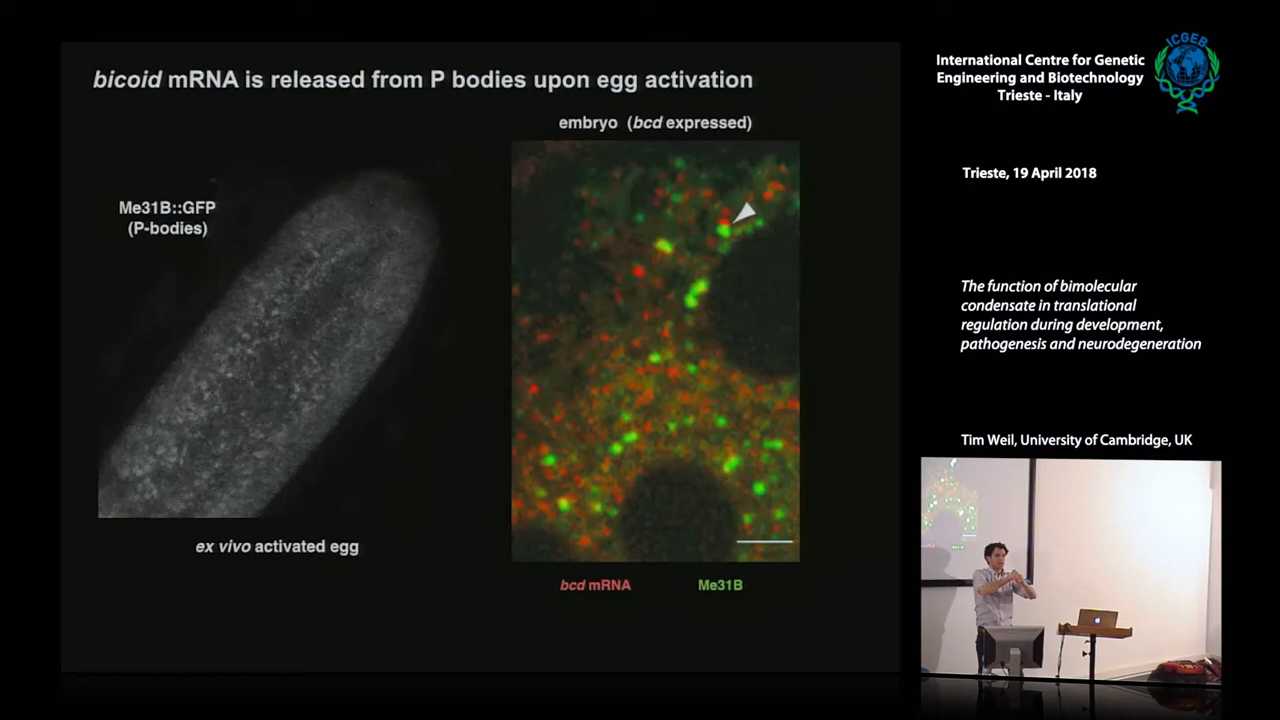 bicoid mRNA is released from P bodies upon egg activation
embryo (bcd expressed)
Me31B::GFP
(P-bodies)
ex vivo activated egg
bcd mRNA
Me31B
International Centre for Genetic
Engineering and Biotechnology
Trieste - Italy
ICGEB
Trieste, 19 April 2018
The function of bimolecular
condensate in translational
regulation during development,
pathogenesis and neurodegeneration
Tim Weil, University of Cambridge, UK